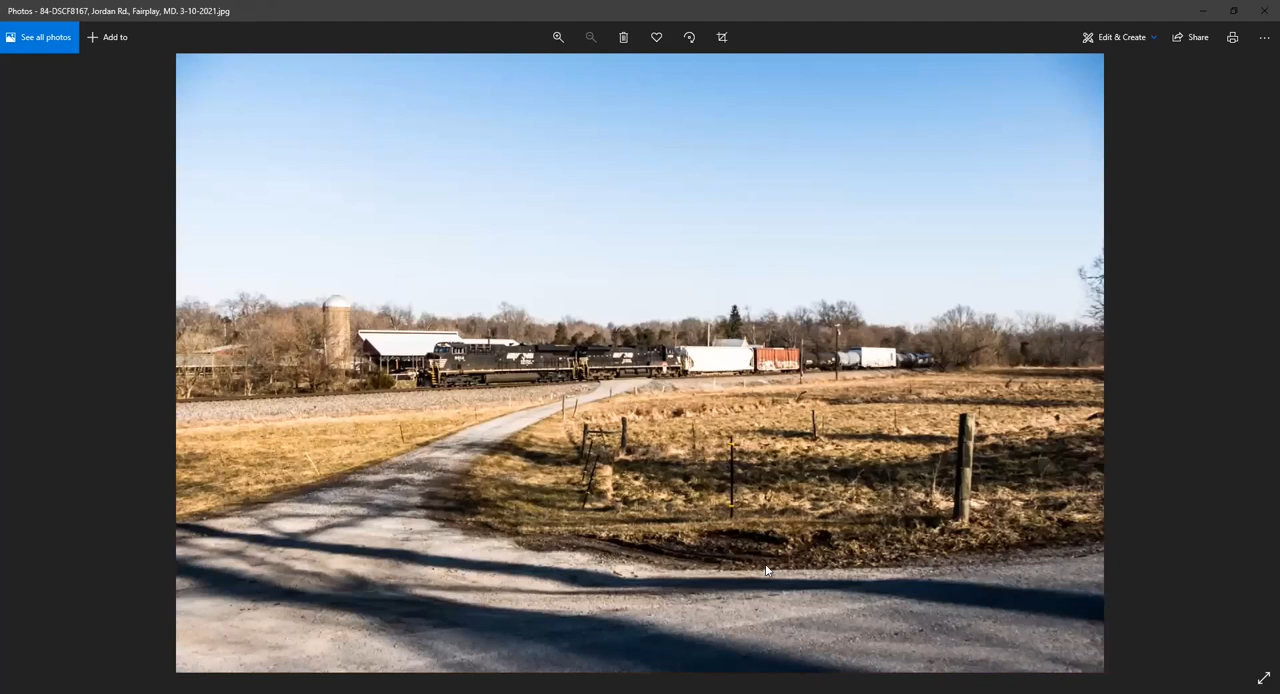 Photos - 84-DSCF8167, Jordan Rd., Fairplay, MD. 3-10-2021.jpg
See all photos
Add to
Edit & Create
Share